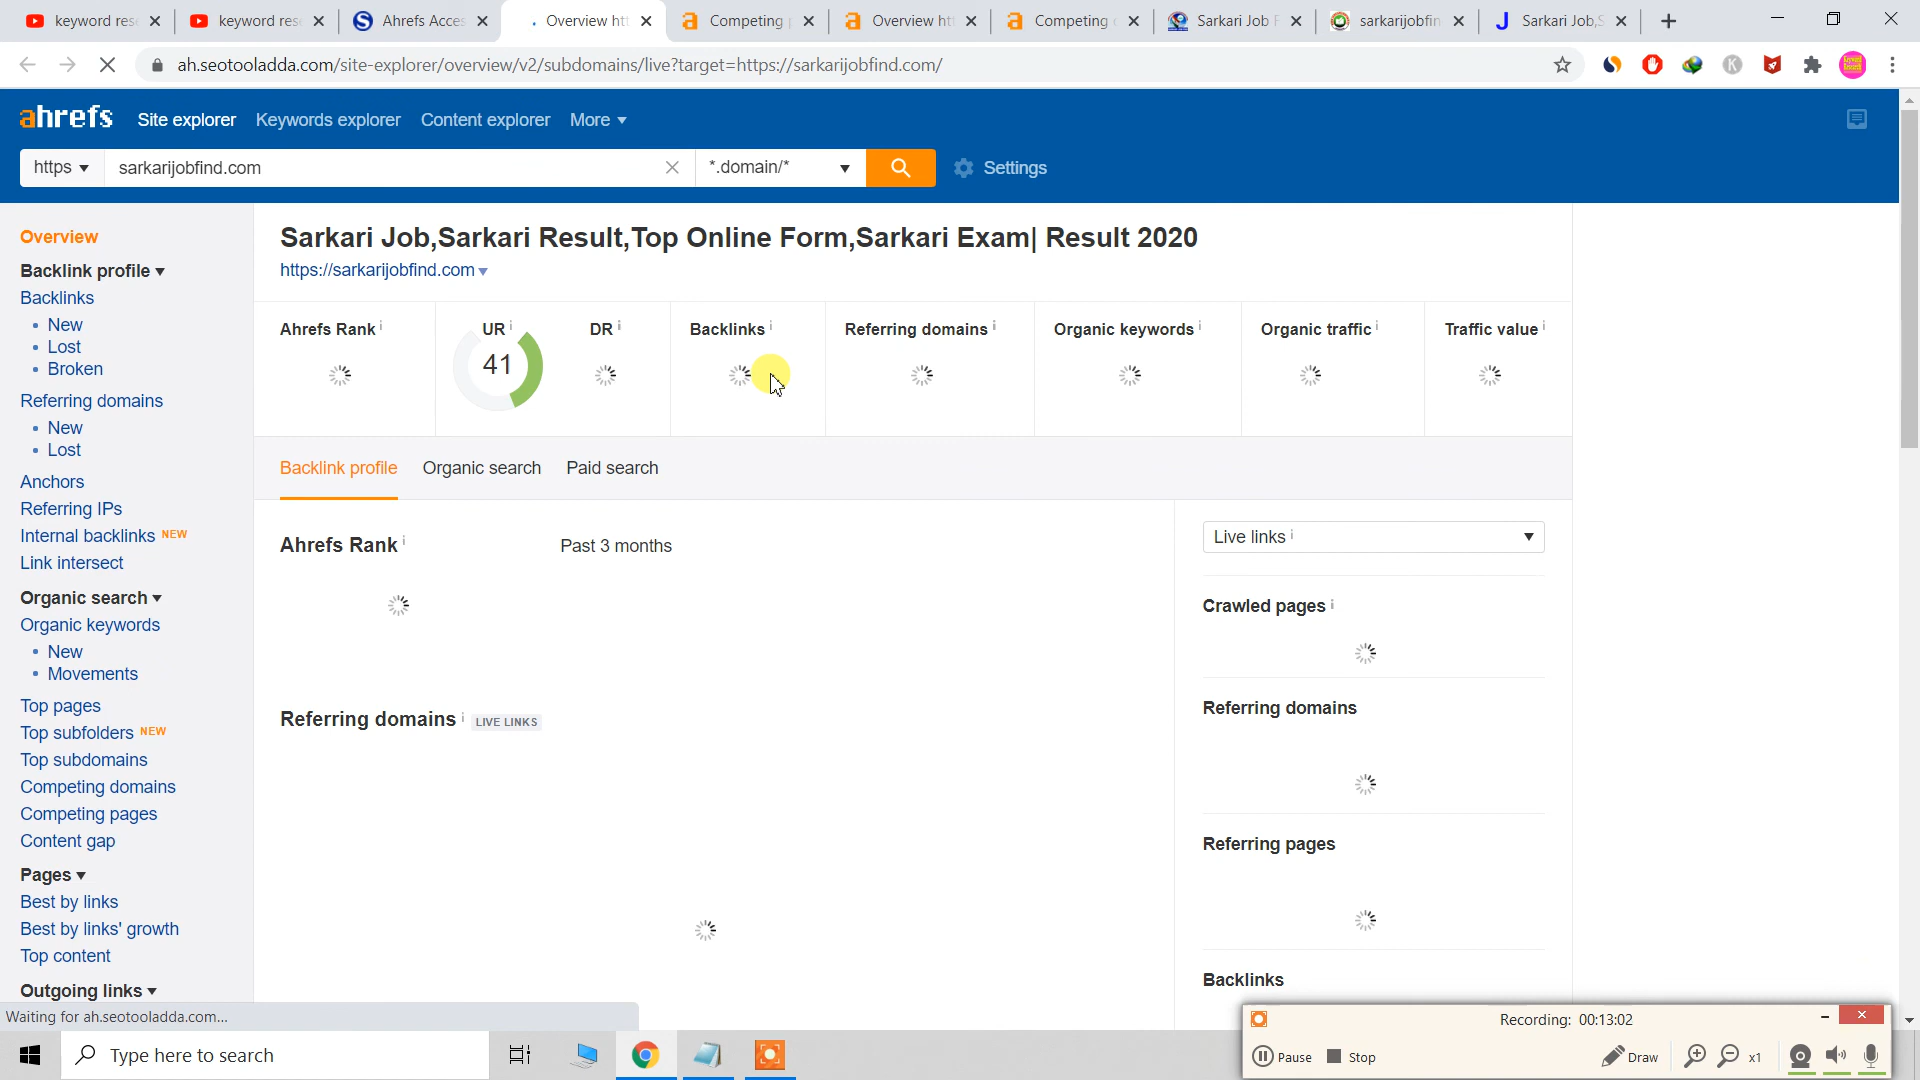 keyword rese
keyword rese
Ahrefs Acces
Overview htt
Competing p
Overview htt
Competing d
Sarkari Job F
sarkarijobfin
Sarkari Job,S
ah.seotooladda.com/site-explorer/overview/v2/subdomains/live?target=https://sarkarijobfind.com/
ahrefs
Site explorer
Keywords explorer
Content explorer
More
https
sarkarijobfind.com
*.domain/*
Settings
Overview
Backlink profile
Backlinks
New
Lost
Broken
Referring domains
New
Lost
Anchors
Referring IPs
Internal backlinks NEW
Link intersect
Organic search
Organic keywords
New
Movements
Top pages
Top subfolders NEW
Top subdomains
Competing domains
Competing pages
Content gap
Pages
Best by links
Best by links' growth
Top content
Outgoing links
Sarkari Job,Sarkari Result,Top Online Form,Sarkari Exam| Result 2020
https://sarkarijobfind.com
Ahrefs Rank i
UR i
41
DR i
Backlinks i
Referring domains i
Organic keywords i
Organic traffic i
Traffic value i
Backlink profile
Organic search
Paid search
Ahrefs Rank i
Past 3 months
Referring domains i LIVE LINKS
Live links i
Crawled pages i
Referring domains
Referring pages
Backlinks
Waiting for ah.seotooladda.com...
Type here to search
Recording: 00:13:02
Pause
Stop
Draw
x1